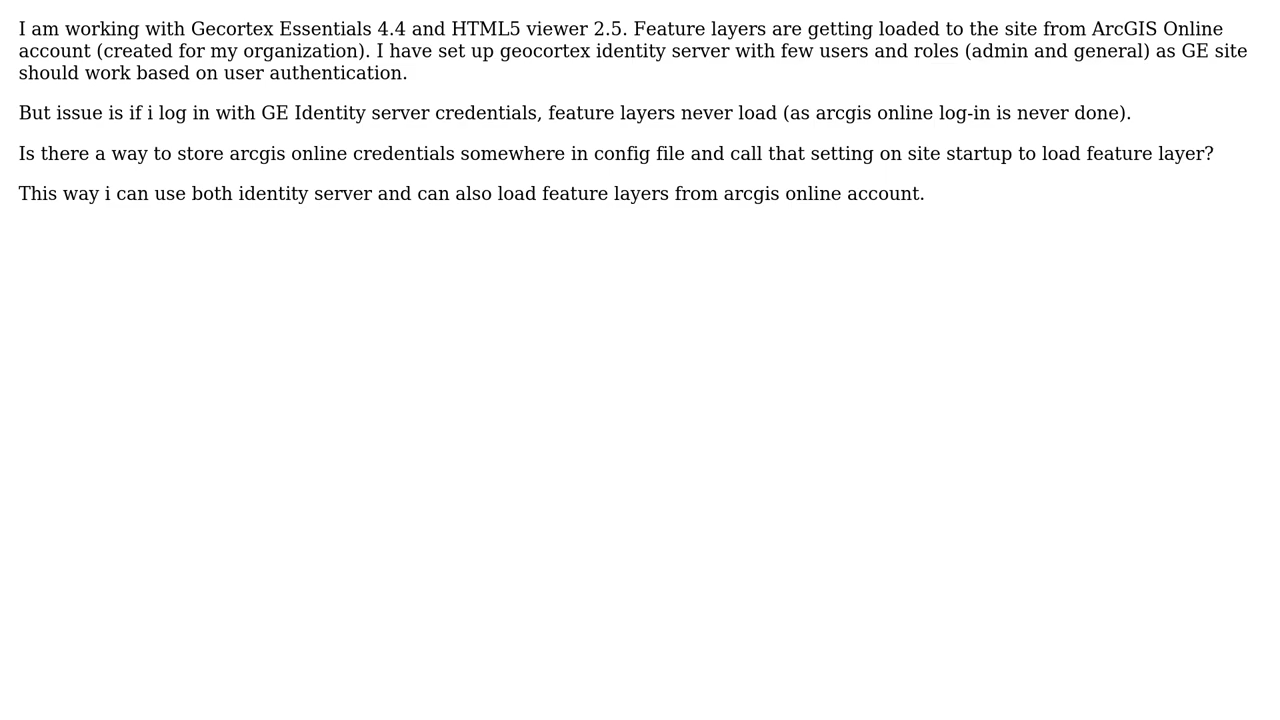 I am working with Gecortex Essentials 4.4 and HTML5 viewer 2.5. Feature layers are getting loaded to the site from ArcGIS Online
account (created for my organization). I have set up geocortex identity server with few users and roles (admin and general) as GE site
should work based on user authentication.
But issue is if i log in with GE Identity server credentials, feature layers never load (as arcgis online log-in is never done).
Is there a way to store arcgis online credentials somewhere in config file and call that setting on site startup to load feature layer?
This way i can use both identity server and can also load feature layers from arcgis online account.